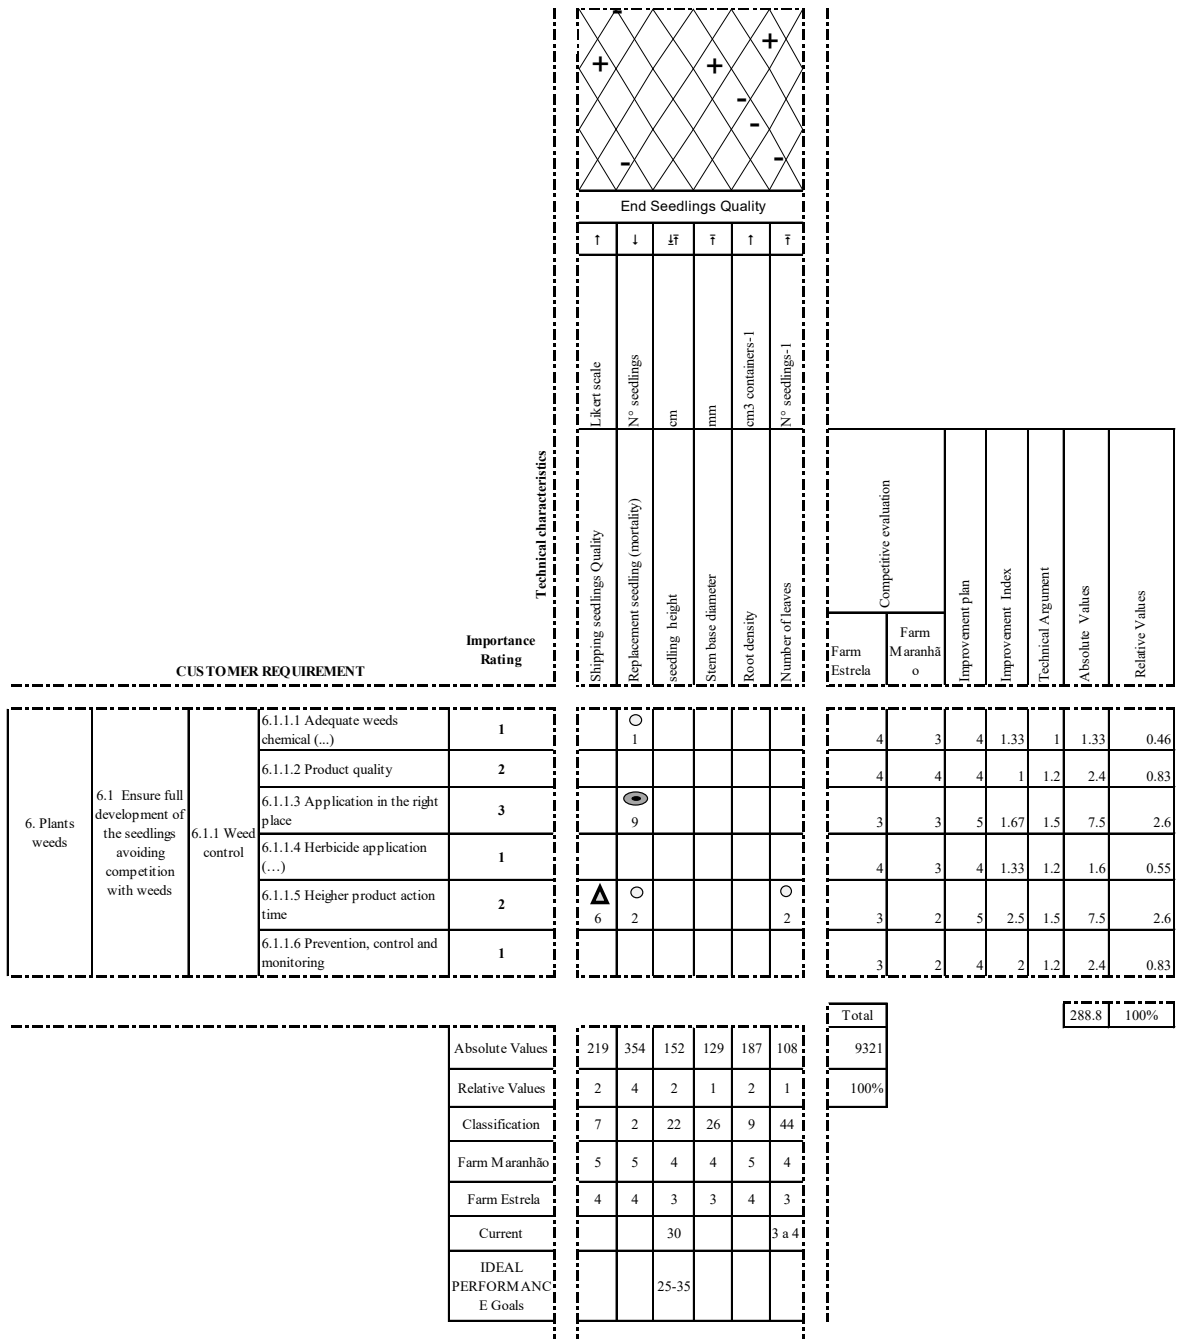 +
+
+
-
-
-
-
-
End Seedlings Quality
↑ ↓ ↓⊼ ⊼ ↑ ⊼
Likert scale
N° seedlings
cm
mm
cm3 containers-1
N° seedlings-1
Technical characteristics
Shipping seedlings Quality
Replacement seedling (mortality)
seedling height
Stem base diameter
Root density
Number of leaves
Competitive evaluation
Farm
Estrela
Farm
Maranhã
o
Improvement plan
Improvement Index
Technical Argument
Absolute Values
Relative Values
Importance
Rating
CUSTOMER REQUIREMENT
6. Plants
weeds
6.1 Ensure full
development of
the seedlings
avoiding
competition
with weeds
6.1.1 Weed
control
6.1.1.1 Adequate weeds
chemical (...)
1
1
4 3 4 1.33 1 1.33 0.46
6.1.1.2 Product quality
2
4 4 4 1 1.2 2.4 0.83
6.1.1.3 Application in the right
place
3
9
3 3 5 1.67 1.5 7.5 2.6
6.1.1.4 Herbicide application
(…)
1
4 3 4 1.33 1.2 1.6 0.55
6.1.1.5 Heigher product action
time
2
6 2 2
3 2 5 2.5 1.5 7.5 2.6
6.1.1.6 Prevention, control and
monitoring
1
3 2 4 2 1.2 2.4 0.83
Total 288.8 100%
Absolute Values 219 354 152 129 187 108 9321
Relative Values 2 4 2 1 2 1 100%
Classification 7 2 22 26 9 44
Farm Maranhão 5 5 4 4 5 4
Farm Estrela 4 4 3 3 4 3
Current 30 3 a 4
IDEAL
PERFORMANC
E Goals
25-35